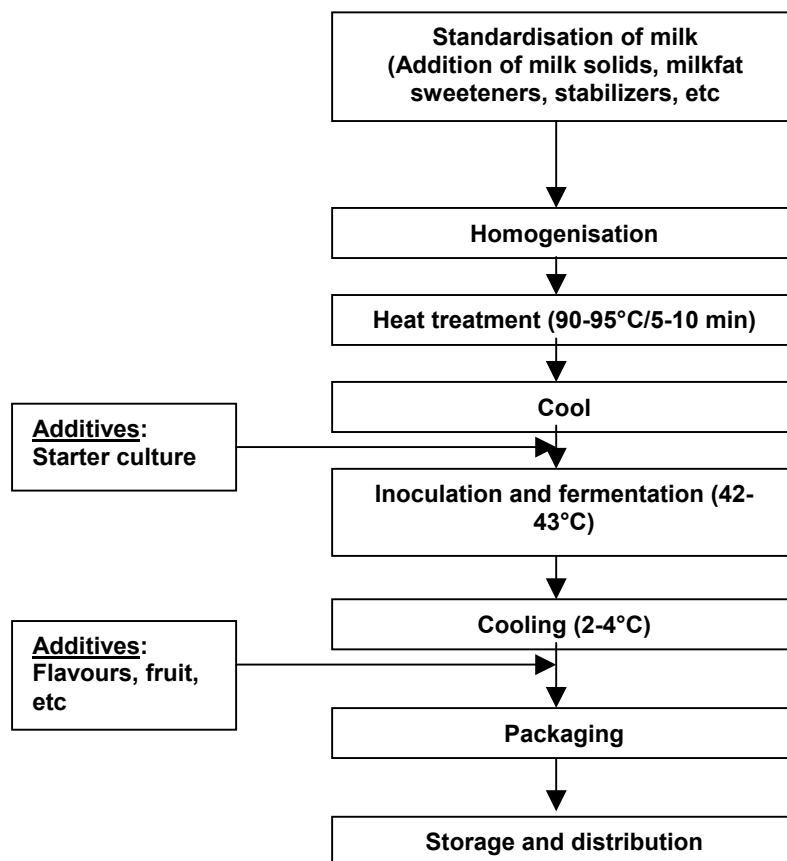 Standardisation of milk
(Addition of milk solids, milkfat
sweeteners, stabilizers, etc
Homogenisation
Heat treatment (90-95°C/5-10 min)
Cool
Additives:
Starter culture
Inoculation and fermentation (42-
43°C)
Cooling (2-4°C)
Additives:
Flavours, fruit,
etc
Packaging
Storage and distribution